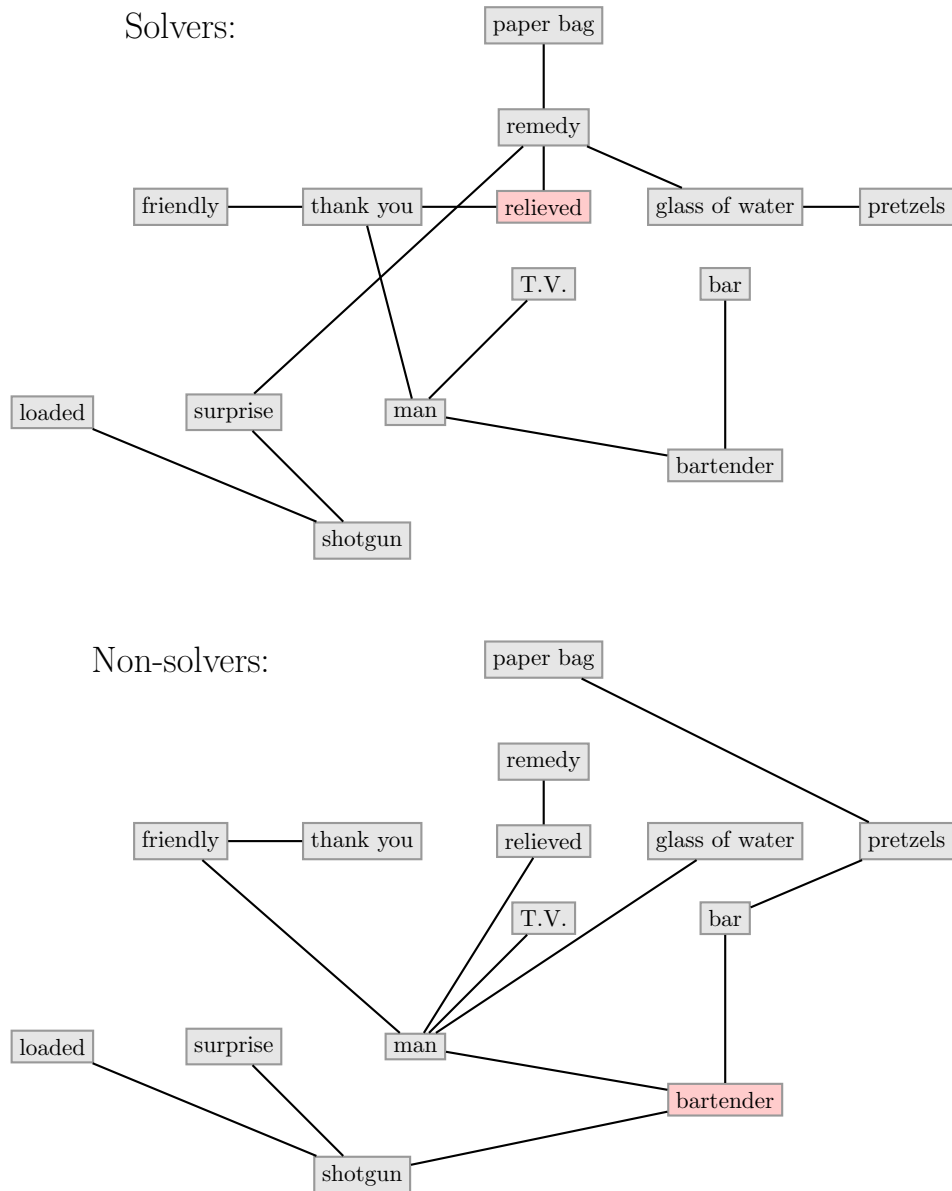 Solvers:
paper bag
remedy
friendly
thank you
relieved
glass of water
pretzels
T.V.
bar
loaded
surprise
man
bartender
shotgun
Non-solvers:
paper bag
remedy
friendly
thank you
relieved
glass of water
pretzels
T.V.
bar
loaded
surprise
man
bartender
shotgun